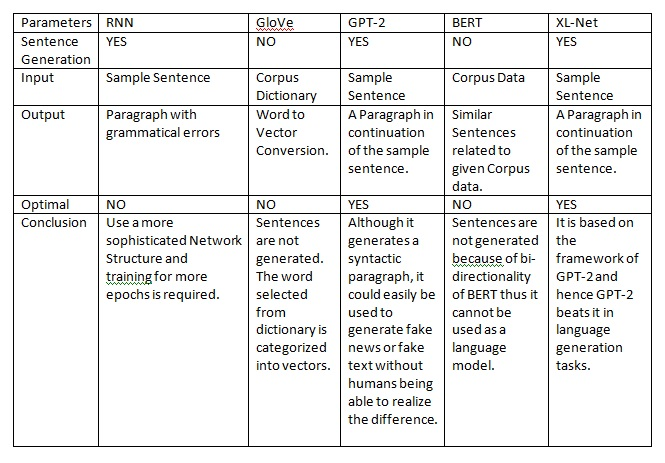 Parameters RNN GloVe GPT-2 BERT XL-Net
Sentence Generation YES NO YES NO YES
Input Sample Sentence Corpus Dictionary Sample Sentence Corpus Data Sample Sentence
Output Paragraph with grammatical errors Word to Vector Conversion. A Paragraph in continuation of the sample sentence. Similar Sentences related to given Corpus data. A Paragraph in continuation of the sample sentence.
Optimal NO NO YES NO YES
Conclusion Use a more sophisticated Network Structure and training for more epochs is required. Sentences are not generated. The word selected from dictionary is categorized into vectors. Although it generates a syntactic paragraph, it could easily be used to generate fake news or fake text without humans being able to realize the difference. Sentences are not generated because of bi-directionality of BERT thus it cannot be used as a language model. It is based on the framework of GPT-2 and hence GPT-2 beats it in language generation tasks.